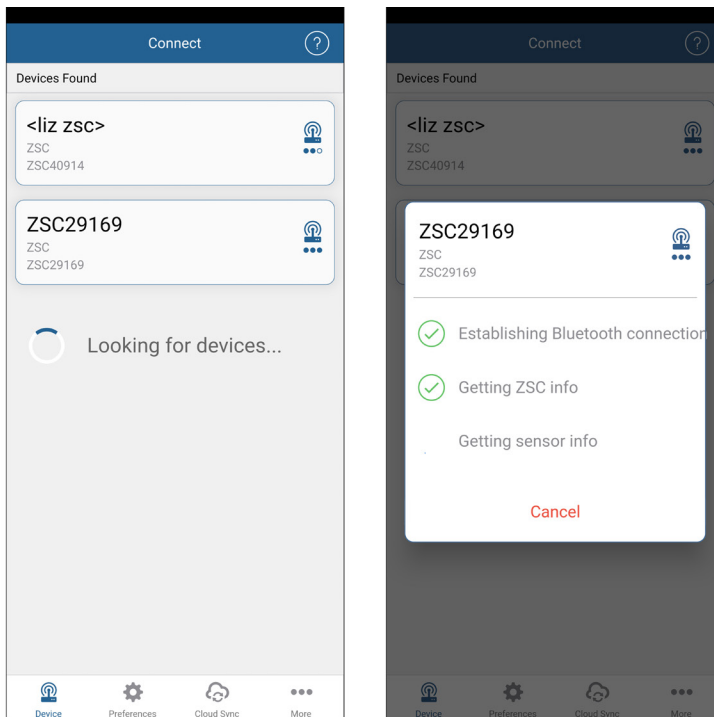 Connect
?
Devices Found
<liz zsc>
ZSC
ZSC40914
ZSC29169
ZSC
ZSC29169
Looking for devices...
Device
Preferences
Cloud Sync
More
Connect
?
Devices Found
<liz zsc>
ZSC
ZSC40914
ZSC29169
ZSC
ZSC29169
Establishing Bluetooth connection
Getting ZSC info
Getting sensor info
Cancel
Device
Preferences
Cloud Sync
More